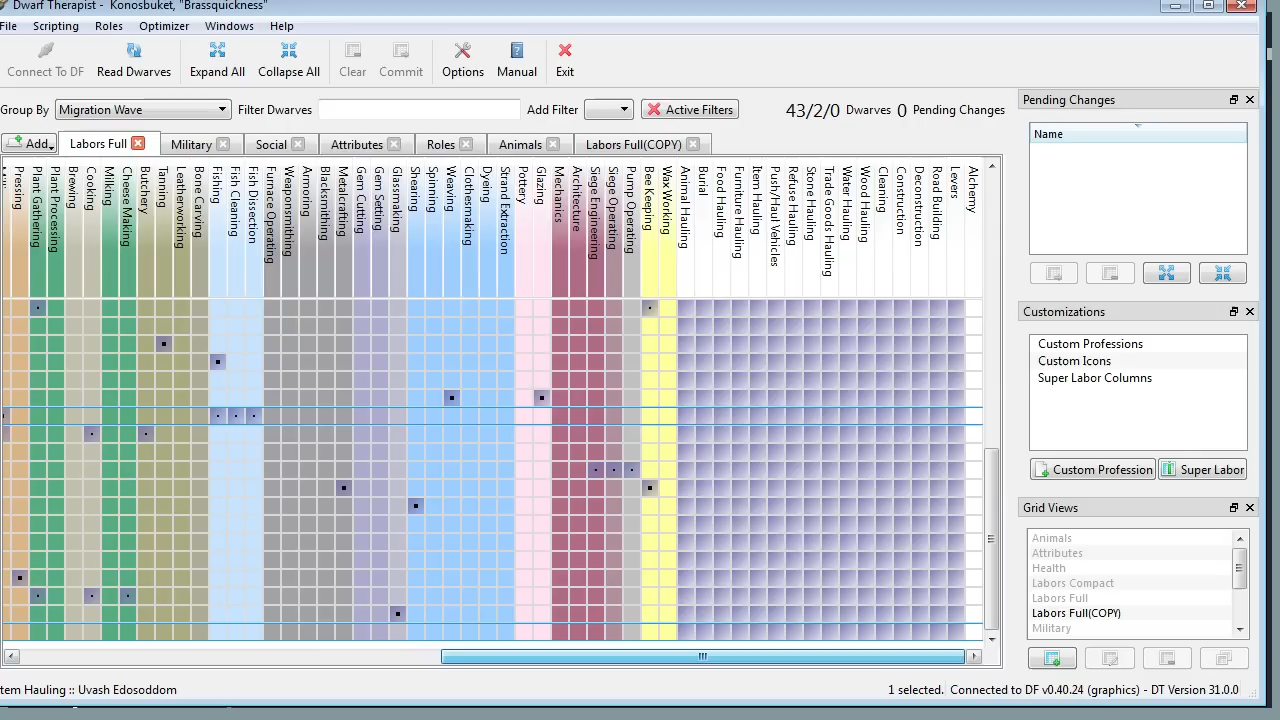 Dwarf Therapist - Konosbuket, "Brassquickness"
File Scripting Roles Optimizer Windows Help
Connect To DF Read Dwarves Expand All Collapse All Clear Commit Options Manual Exit
Group By Migration Wave Filter Dwarves Add Filter Active Filters 43/2/0 Dwarves 0 Pending Changes
Add... Labors Full Military Social Attributes Roles Animals Labors Full(COPY)
Pressing
Plant Gathering
Plant Processing
Brewing
Cooking
Milking
Cheese Making
Butchery
Tanning
Leatherworking
Bone Carving
Fishing
Fish Cleaning
Fish Dissection
Furnace Operating
Weaponsmithing
Armoring
Blacksmithing
Metalcrafting
Gem Cutting
Gem Setting
Glassmaking
Shearing
Spinning
Weaving
Clothesmaking
Dyeing
Strand Extraction
Pottery
Glazing
Mechanics
Architecture
Siege Engineering
Siege Operating
Pump Operating
Bee Keeping
Wax Working
Animal Hauling
Burial
Food Hauling
Furniture Hauling
Item Hauling
Push/Haul Vehicles
Refuse Hauling
Stone Hauling
Trade Goods Hauling
Water Hauling
Wood Hauling
Cleaning
Construction
Deconstruction
Road Building
Levers
Alchemy
Pending Changes
Name
Customizations
Custom Professions
Custom Icons
Super Labor Columns
Custom Profession Super Labor
Grid Views
Animals
Attributes
Health
Labors Compact
Labors Full
Labors Full(COPY)
Military
tem Hauling :: Uvash Edosoddom 1 selected. Connected to DF v0.40.24 (graphics) - DT Version 31.0.0